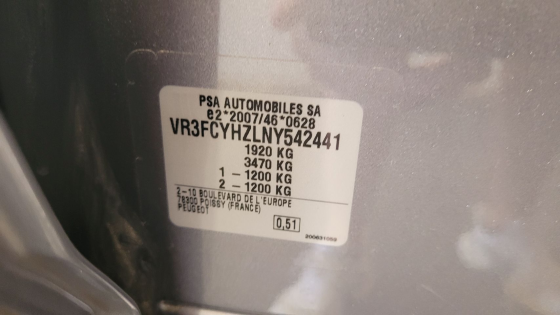 PSA AUTOMOBILES SA
e2*2007/46*0628
VR3FCYHZLNY542441
1920 KG
3470 KG
1 – 1200 KG
2 – 1200 KG
2–10 BOULEVARD DE L'EUROPE
78300 POISSY (FRANCE)
PEUGEOT
0,51